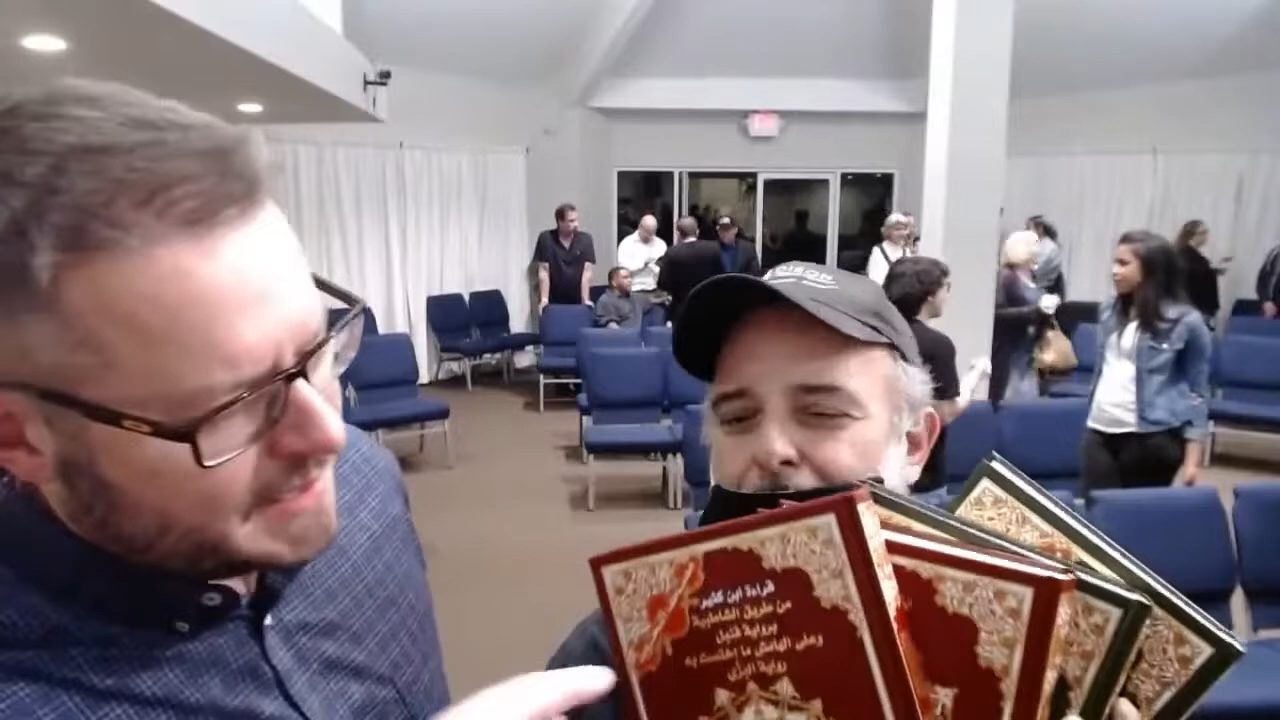 قراءة ابن كثير
من طريق الشاطبية
برواية قنبل
وعلى الهامش ما اختلفت به
رواية البزي